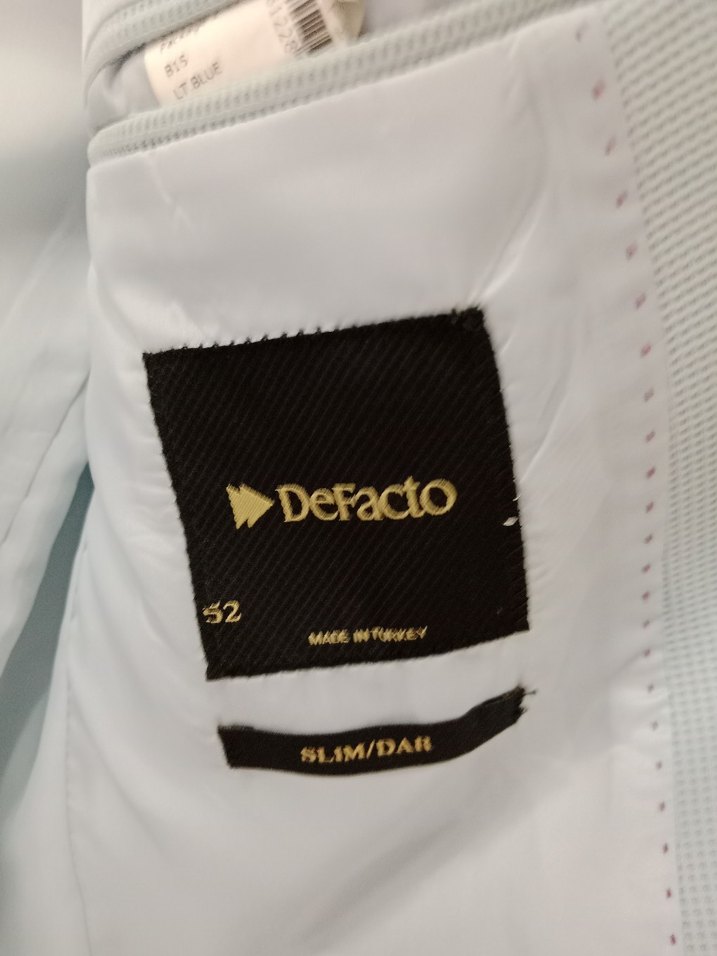 B15
LT BLUE
DeFacto
52
MADE IN TURKEY
SLIM/DAR